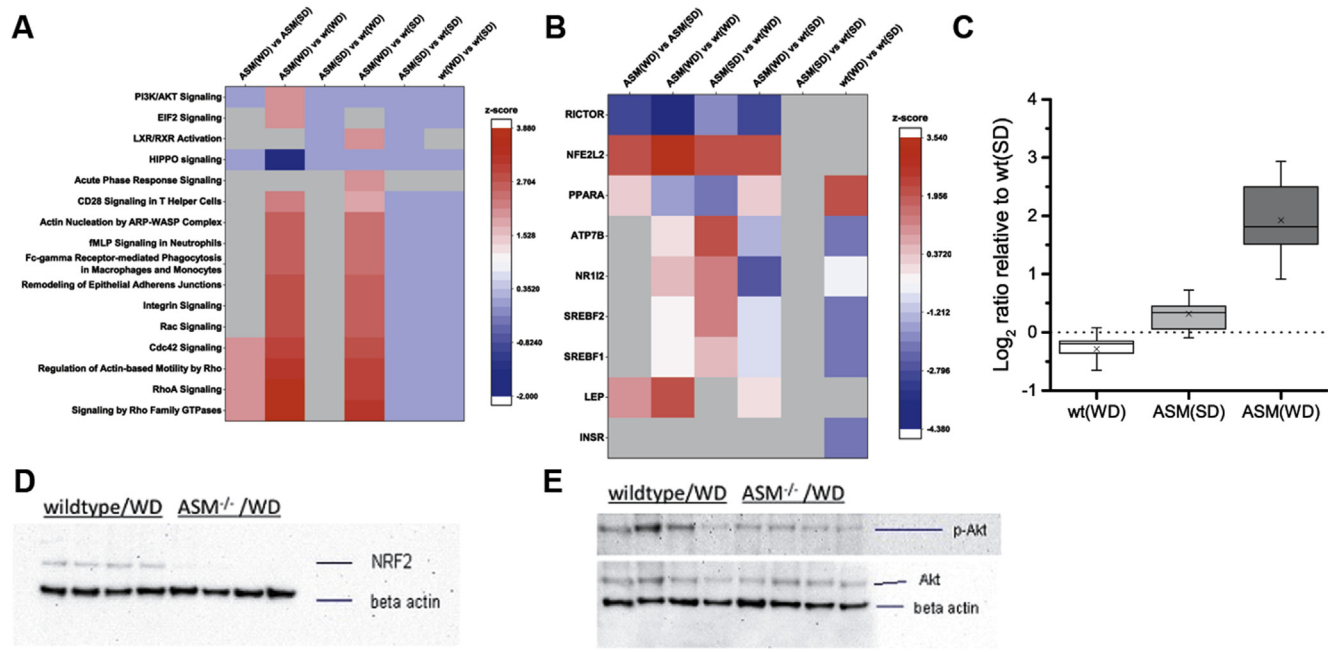 A
ASM(WD) vs ASM(SD)
ASM(WD) vs wt(WD)
ASM(SD) vs wt(WD)
ASM(WD) vs wt(SD)
ASM(SD) vs wt(SD)
wt(WD) vs wt(SD)
PI3K/AKT Signaling
EIF2 Signaling
LXR/RXR Activation
HIPPO signaling
Acute Phase Response Signaling
CD28 Signaling in T Helper Cells
Actin Nucleation by ARP-WASP Complex
fMLP Signaling in Neutrophils
Fc-gamma Receptor-mediated Phagocytosis
in Macrophages and Monocytes
Remodeling of Epithelial Adherens Junctions
Integrin Signaling
Rac Signaling
Cdc42 Signaling
Regulation of Actin-based Motility by Rho
RhoA Signaling
Signaling by Rho Family GTPases
z-score
3.880
2.704
1.528
0.3520
-0.8240
-2.000
B
ASM(WD) vs ASM(SD)
ASM(WD) vs wt(WD)
ASM(SD) vs wt(WD)
ASM(WD) vs wt(SD)
ASM(SD) vs wt(SD)
wt(WD) vs wt(SD)
RICTOR
NFE2L2
PPARA
ATP7B
NR1I2
SREBF2
SREBF1
LEP
INSR
z-score
3.540
1.956
0.3720
-1.212
-2.796
-4.380
C
Log2 ratio relative to wt(SD)
4
3
2
1
0
-1
wt(WD)
ASM(SD)
ASM(WD)
D
wildtype/WD ASM-/- /WD
NRF2
beta actin
E
wildtype/WD ASM-/- /WD
p-Akt
Akt
beta actin